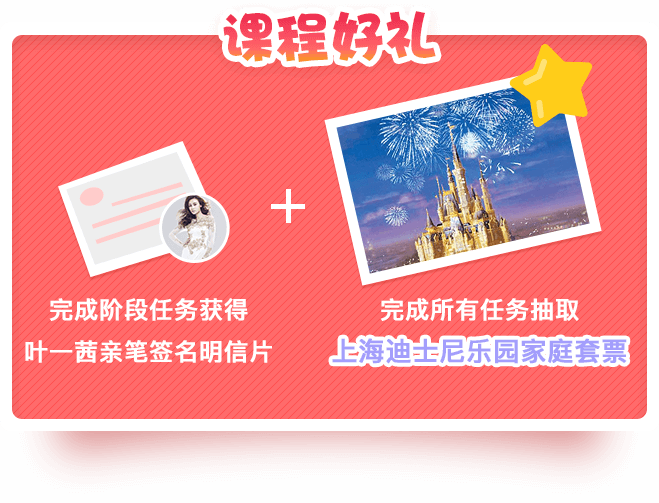 课程好礼
完成阶段任务获得
叶一茜亲笔签名明信片
完成所有任务抽取
上海迪士尼乐园家庭套票